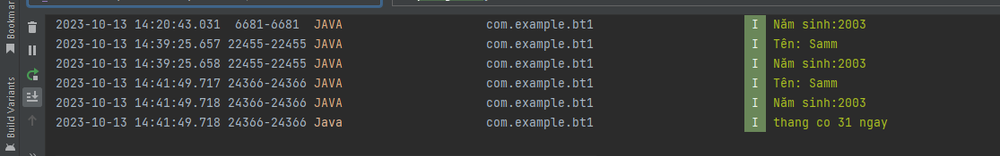 2023-10-13 14:20:43.031  6681-6681  JAVA                    com.example.bt1                      I  Năm sinh:2003
2023-10-13 14:39:25.657 22455-22455 JAVA                    com.example.bt1                      I  Tên: Samm
2023-10-13 14:39:25.658 22455-22455 JAVA                    com.example.bt1                      I  Năm sinh:2003
2023-10-13 14:41:49.717 24366-24366 JAVA                    com.example.bt1                      I  Tên: Samm
2023-10-13 14:41:49.718 24366-24366 JAVA                    com.example.bt1                      I  Năm sinh:2003
2023-10-13 14:41:49.718 24366-24366 Java                    com.example.bt1                      I  thang co 31 ngay
Build Variants